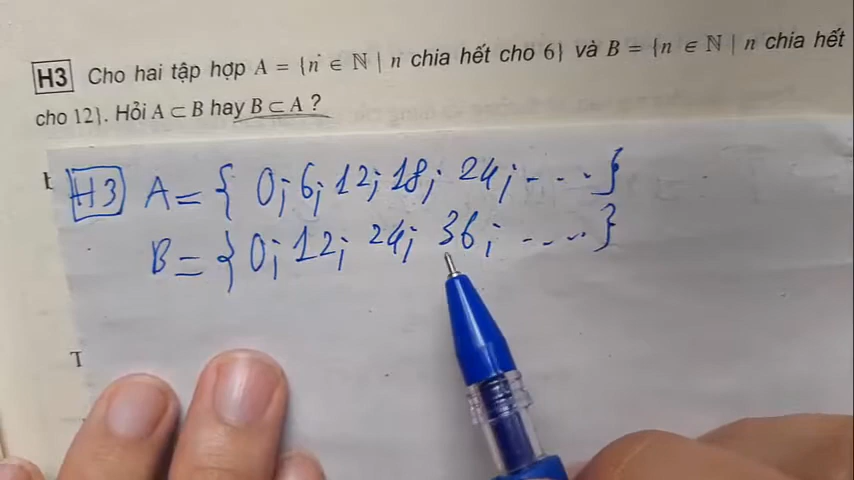 H3 Cho hai tập hợp A = {n ∈ ℕ | n chia hết cho 6} và B = {n ∈ ℕ | n chia hết
cho 12}. Hỏi A ⊂ B hay B ⊂ A ?
H3 A = { 0; 6; 12; 18; 24; .... }
B = { 0; 12; 24; 36; .... }
T